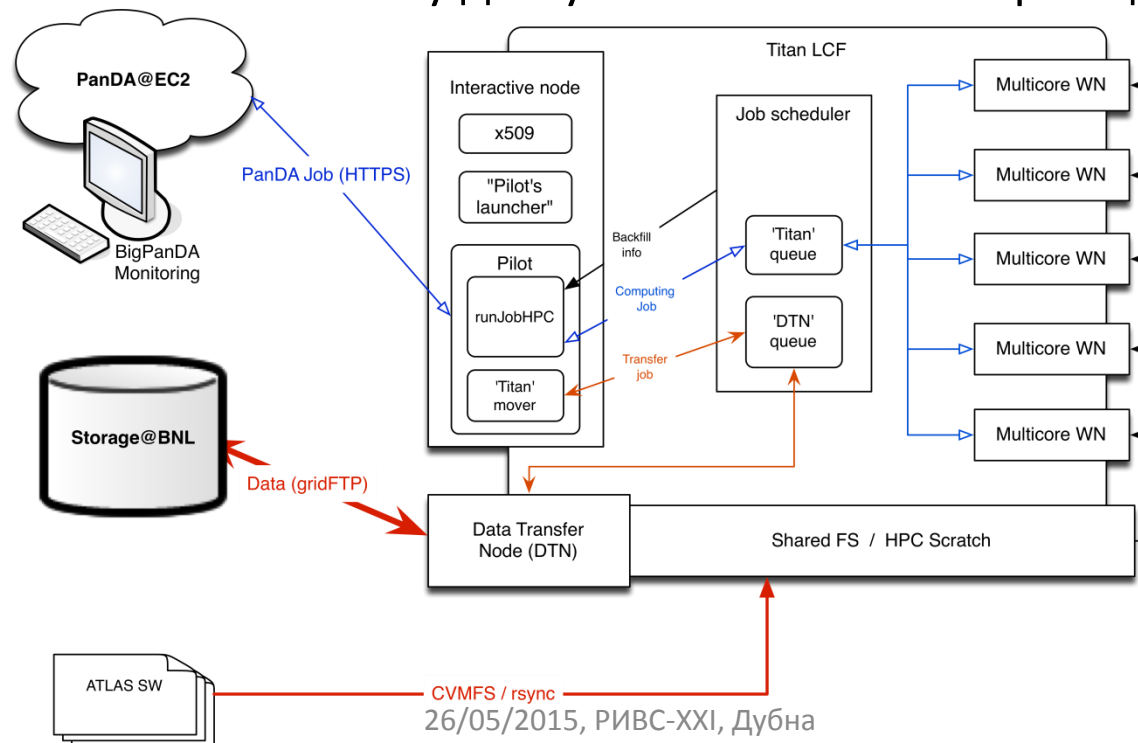 Titan LCF
PanDA@EC2
Interactive node
Multicore WN
Job scheduler
x509
PanDA Job (HTTPS)
"Pilot's
launcher"
Multicore WN
BigPanDA
Monitoring
Backfill
info
'Titan'
queue
Pilot
Multicore WN
runJobHPC
Computing
Job
'DTN'
queue
Multicore WN
Transfer
job
'Titan'
mover
Storage@BNL
Multicore WN
Data (gridFTP)
Data Transfer
Node (DTN)
Shared FS / HPC Scratch
ATLAS SW
CVMFS / rsync
26/05/2015, РИВС-XXI, Дубна